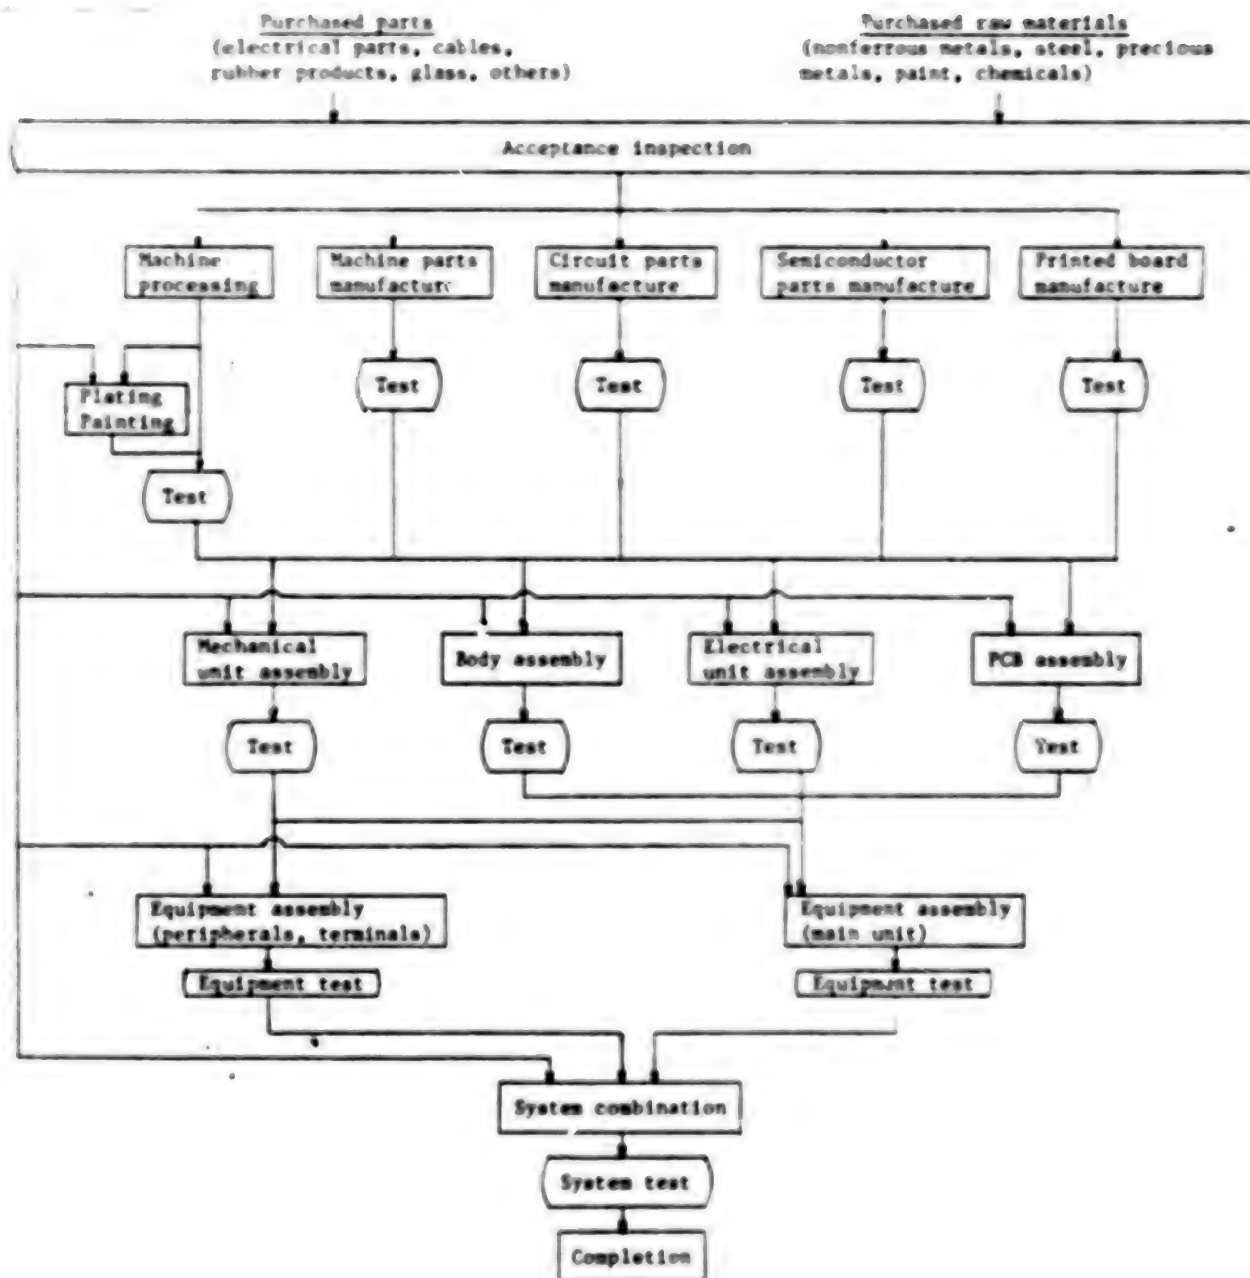 Purchased parts
(electrical parts, cables,
rubber products, glass, others)
Purchased raw materials
(nonferrous metals, steel, precious
metals, paint, chemicals)
Acceptance inspection
Machine
processing
Machine parts
manufacture
Circuit parts
manufacture
Semiconductor
parts manufacture
Printed board
manufacture
Test
Test
Test
Test
Plating
Painting
Test
Mechanical
unit assembly
Body assembly
Electrical
unit assembly
PCB assembly
Test
Test
Test
Yest
Equipment assembly
(peripherals, terminals)
Equipment assembly
(main unit)
Equipment test
Equipment test
System combination
System test
Completion